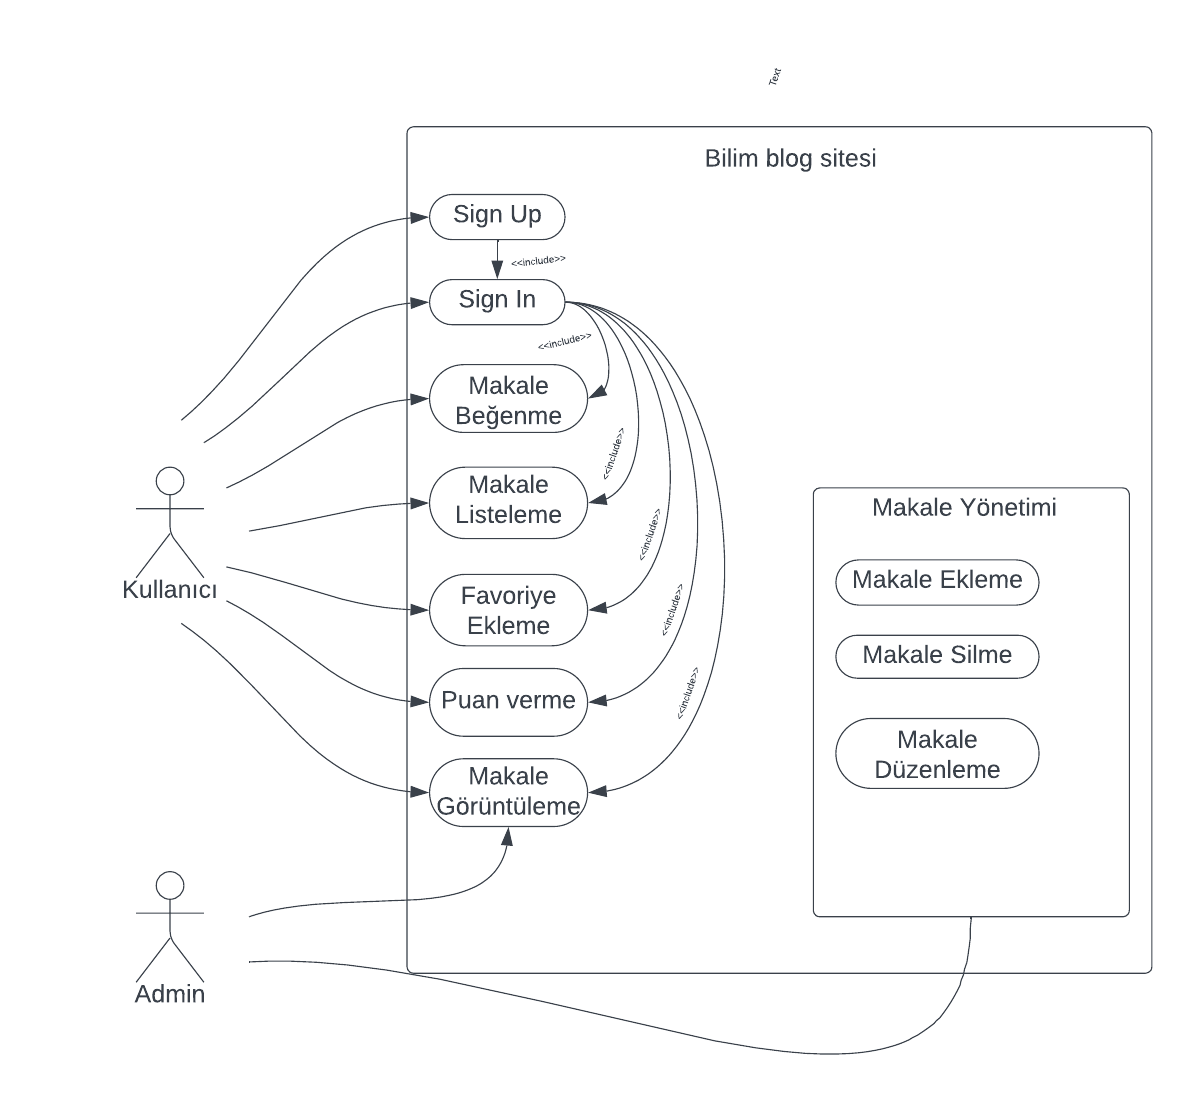 Text
Bilim blog sitesi
Sign Up
<<include>>
Sign In
<<include>>
Makale
Beğenme
<<include>>
Makale
Listeleme
<<include>>
Favoriye
Ekleme
<<include>>
Puan verme
<<include>>
Makale
Görüntüleme
Kullanıcı
Admin
Makale Yönetimi
Makale Ekleme
Makale Silme
Makale
Düzenleme